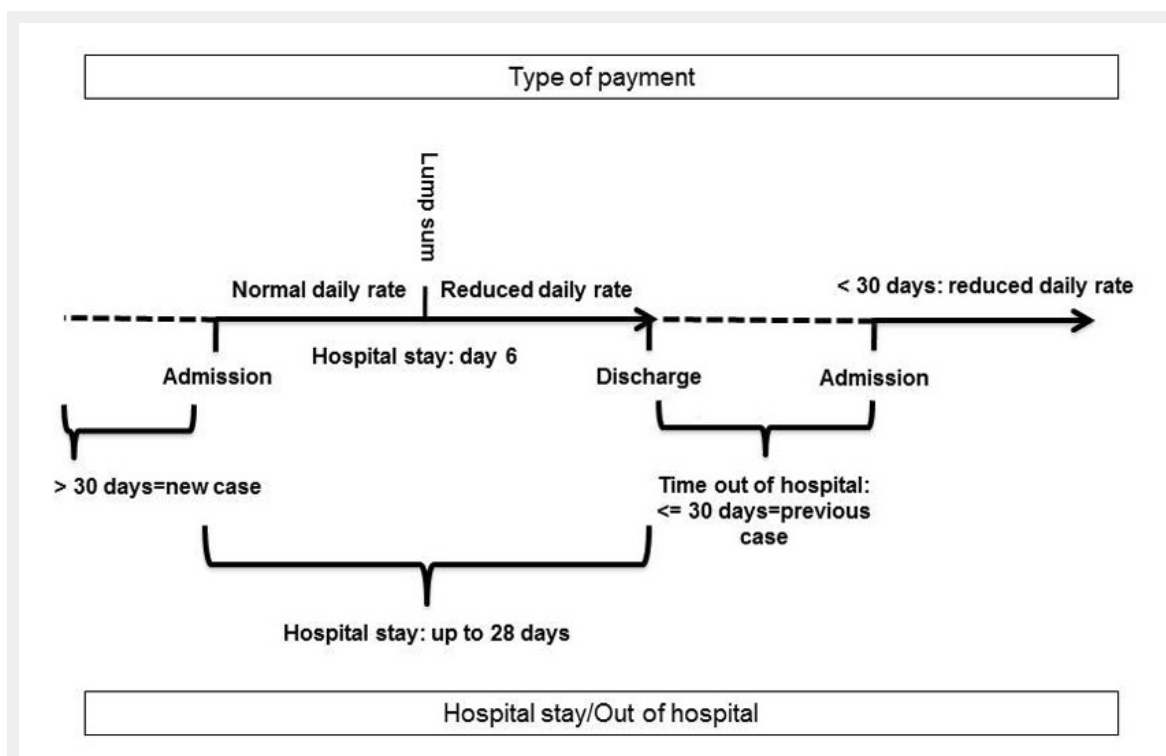 Type of payment
Lump sum
Normal daily rate
Reduced daily rate
< 30 days: reduced daily rate
Hospital stay: day 6
Admission
Discharge
Admission
> 30 days=new case
Time out of hospital:
<= 30 days=previous
case
Hospital stay: up to 28 days
Hospital stay/Out of hospital